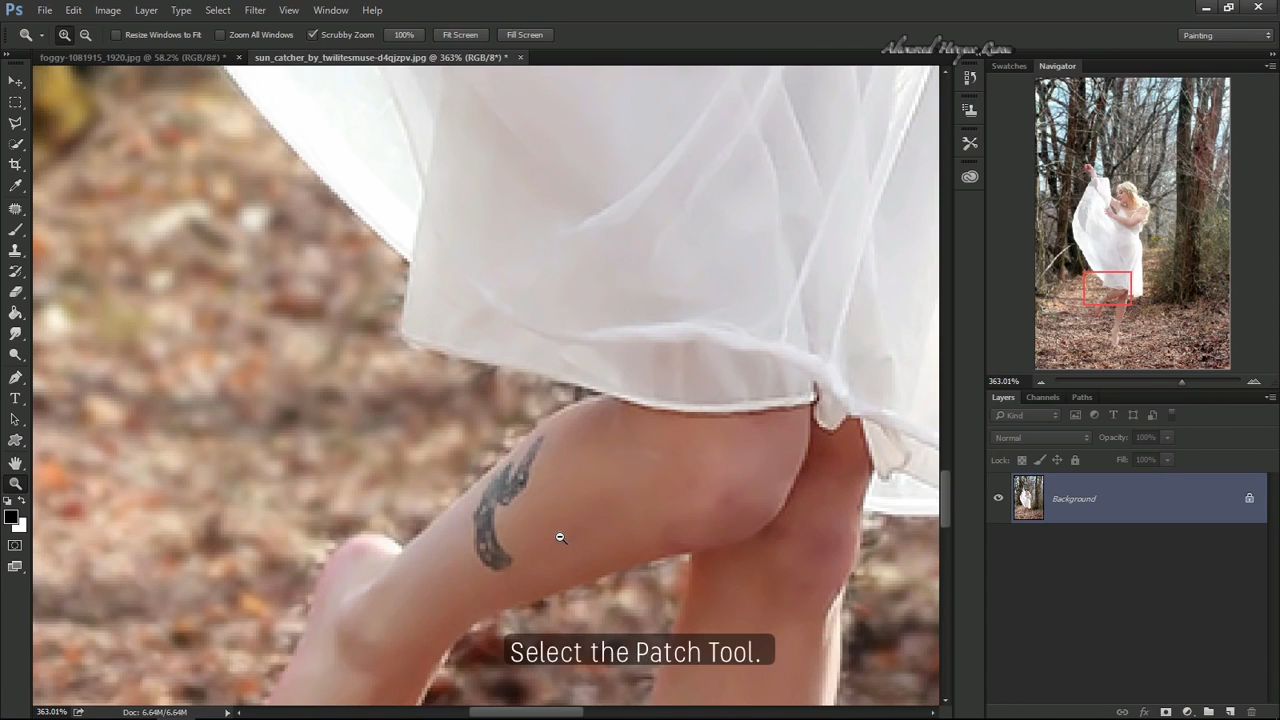 Ps File Edit Image Layer Type Select Filter View Window Help
Resize Windows to Fit Zoom All Windows Scrubby Zoom 100% Fit Screen Fill Screen Painting
foggy-1081915_1920.jpg @ 58.2% (RGB/8#) * × sun_catcher_by_twilitesmuse-d4qjzpv.jpg @ 363% (RGB/8*) * ×
Swatches Navigator
363.01%
Layers Channels Paths
Kind
Normal Opacity: 100%
Lock: Fill: 100%
Background
Select the Patch Tool.
363.01% Doc: 6.64M/6.64M